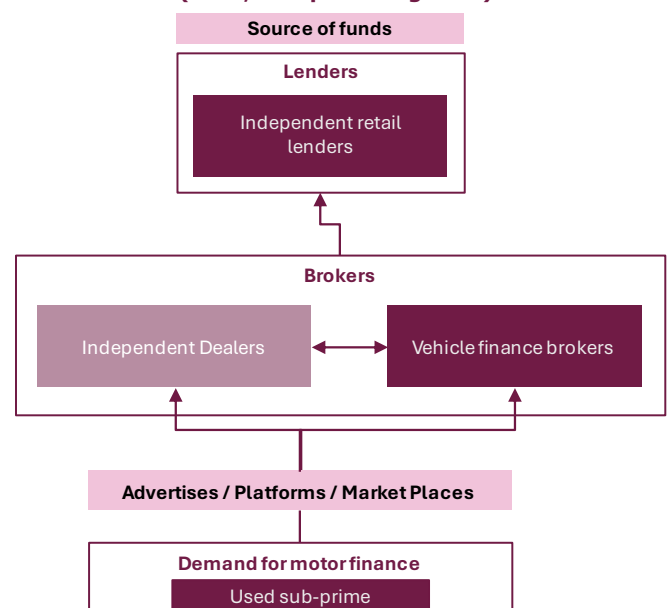 Source of funds
Lenders
Independent retail
lenders
Brokers
Independent Dealers
Vehicle finance brokers
Advertises / Platforms / Market Places
Demand for motor finance
Used sub-prime